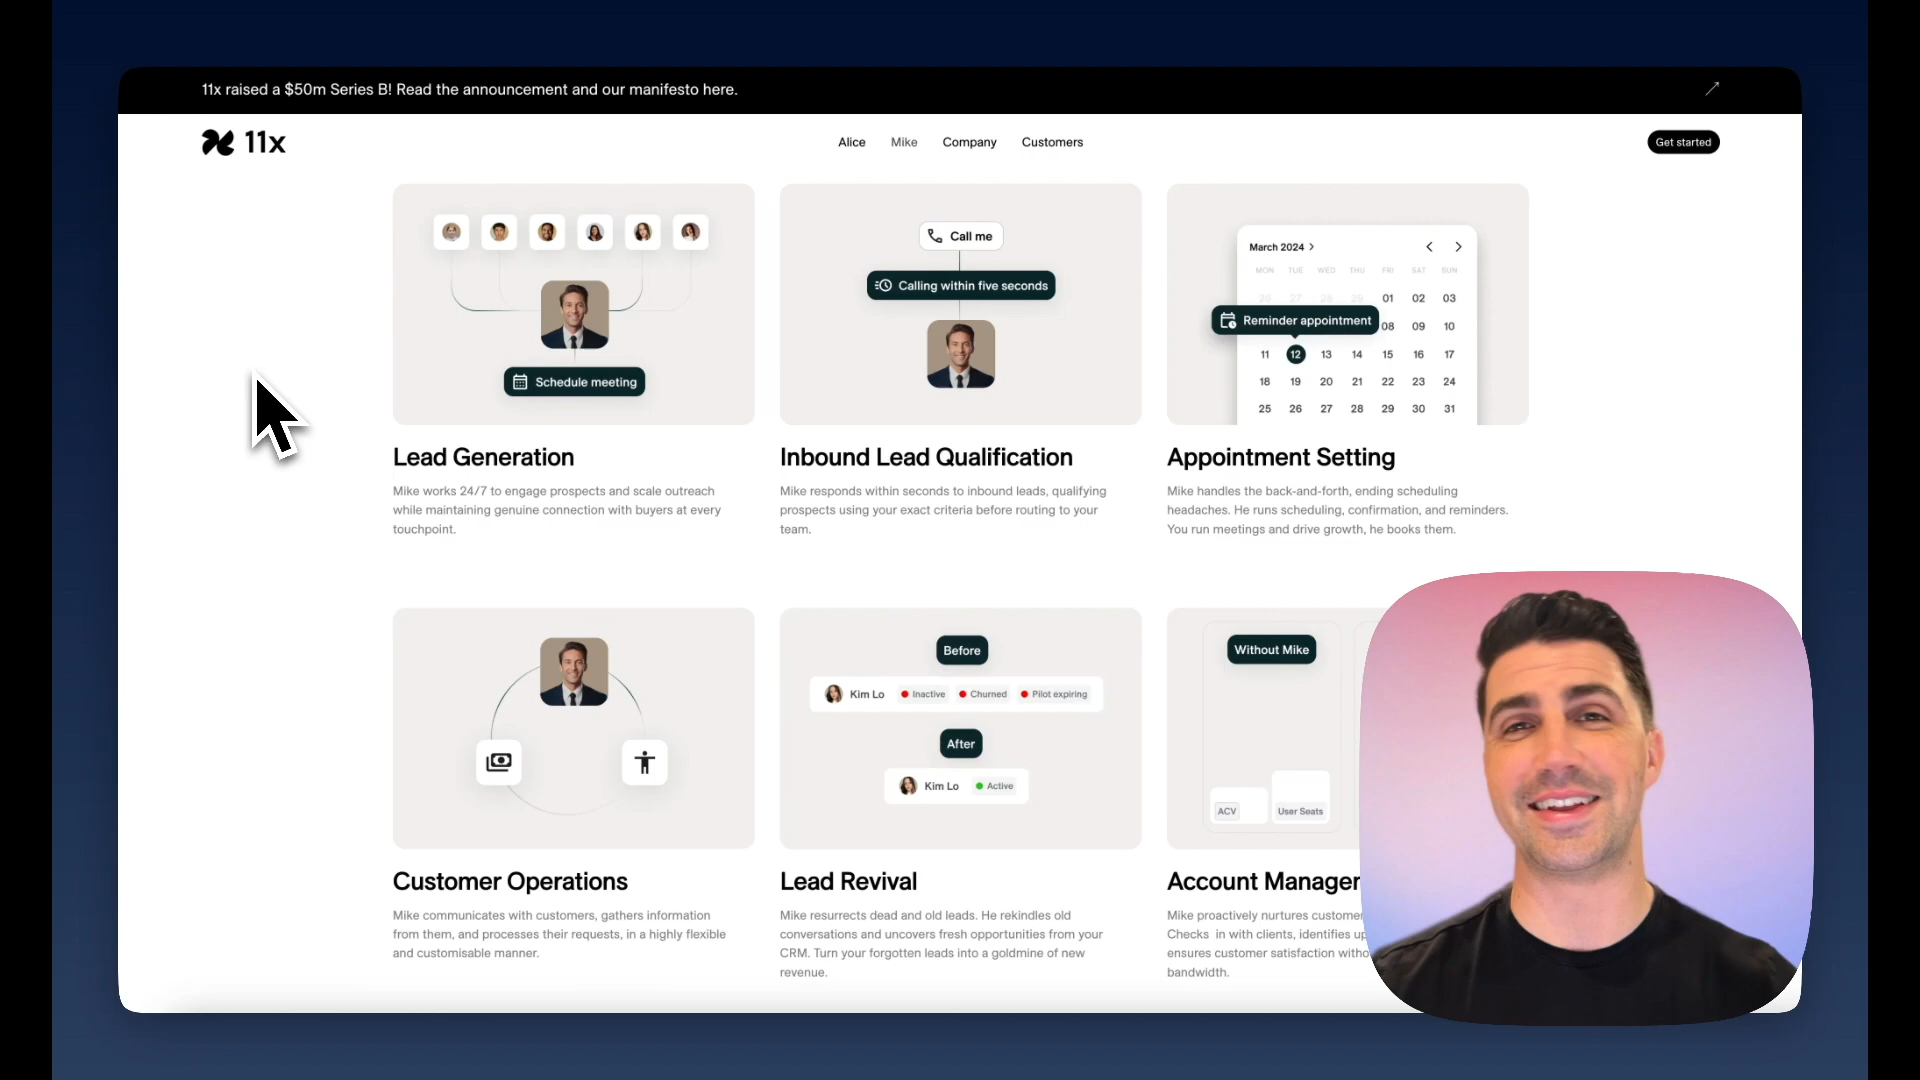 11x raised a $50m Series B! Read the announcement and our manifesto here.
11x
Alice
Mike
Company
Customers
Get started
Schedule meeting
Lead Generation
Mike works 24/7 to engage prospects and scale outreach
while maintaining genuine connection with buyers at every
touchpoint.
Call me
Calling within five seconds
Inbound Lead Qualification
Mike responds within seconds to inbound leads, qualifying
prospects using your exact criteria before routing to your
team.
March 2024
MON TUE WED THU FRI SAT SUN
26 27 28 29 01 02 03
Reminder appointment
08 09 10
11 12 13 14 15 16 17
18 19 20 21 22 23 24
25 26 27 28 29 30 31
Appointment Setting
Mike handles the back-and-forth, ending scheduling
headaches. He runs scheduling, confirmation, and reminders.
You run meetings and drive growth, he books them.
Customer Operations
Mike communicates with customers, gathers information
from them, and processes their requests, in a highly flexible
and customisable manner.
Before
Kim Lo Inactive Churned Pilot expiring
After
Kim Lo Active
Lead Revival
Mike resurrects dead and old leads. He rekindles old
conversations and uncovers fresh opportunities from your
CRM. Turn your forgotten leads into a goldmine of new
revenue.
Without Mike
ACV
User Seats
Account Manager
Mike proactively nurtures
Checks in with clients, identifies
ensures customer satisfaction
bandwidth.